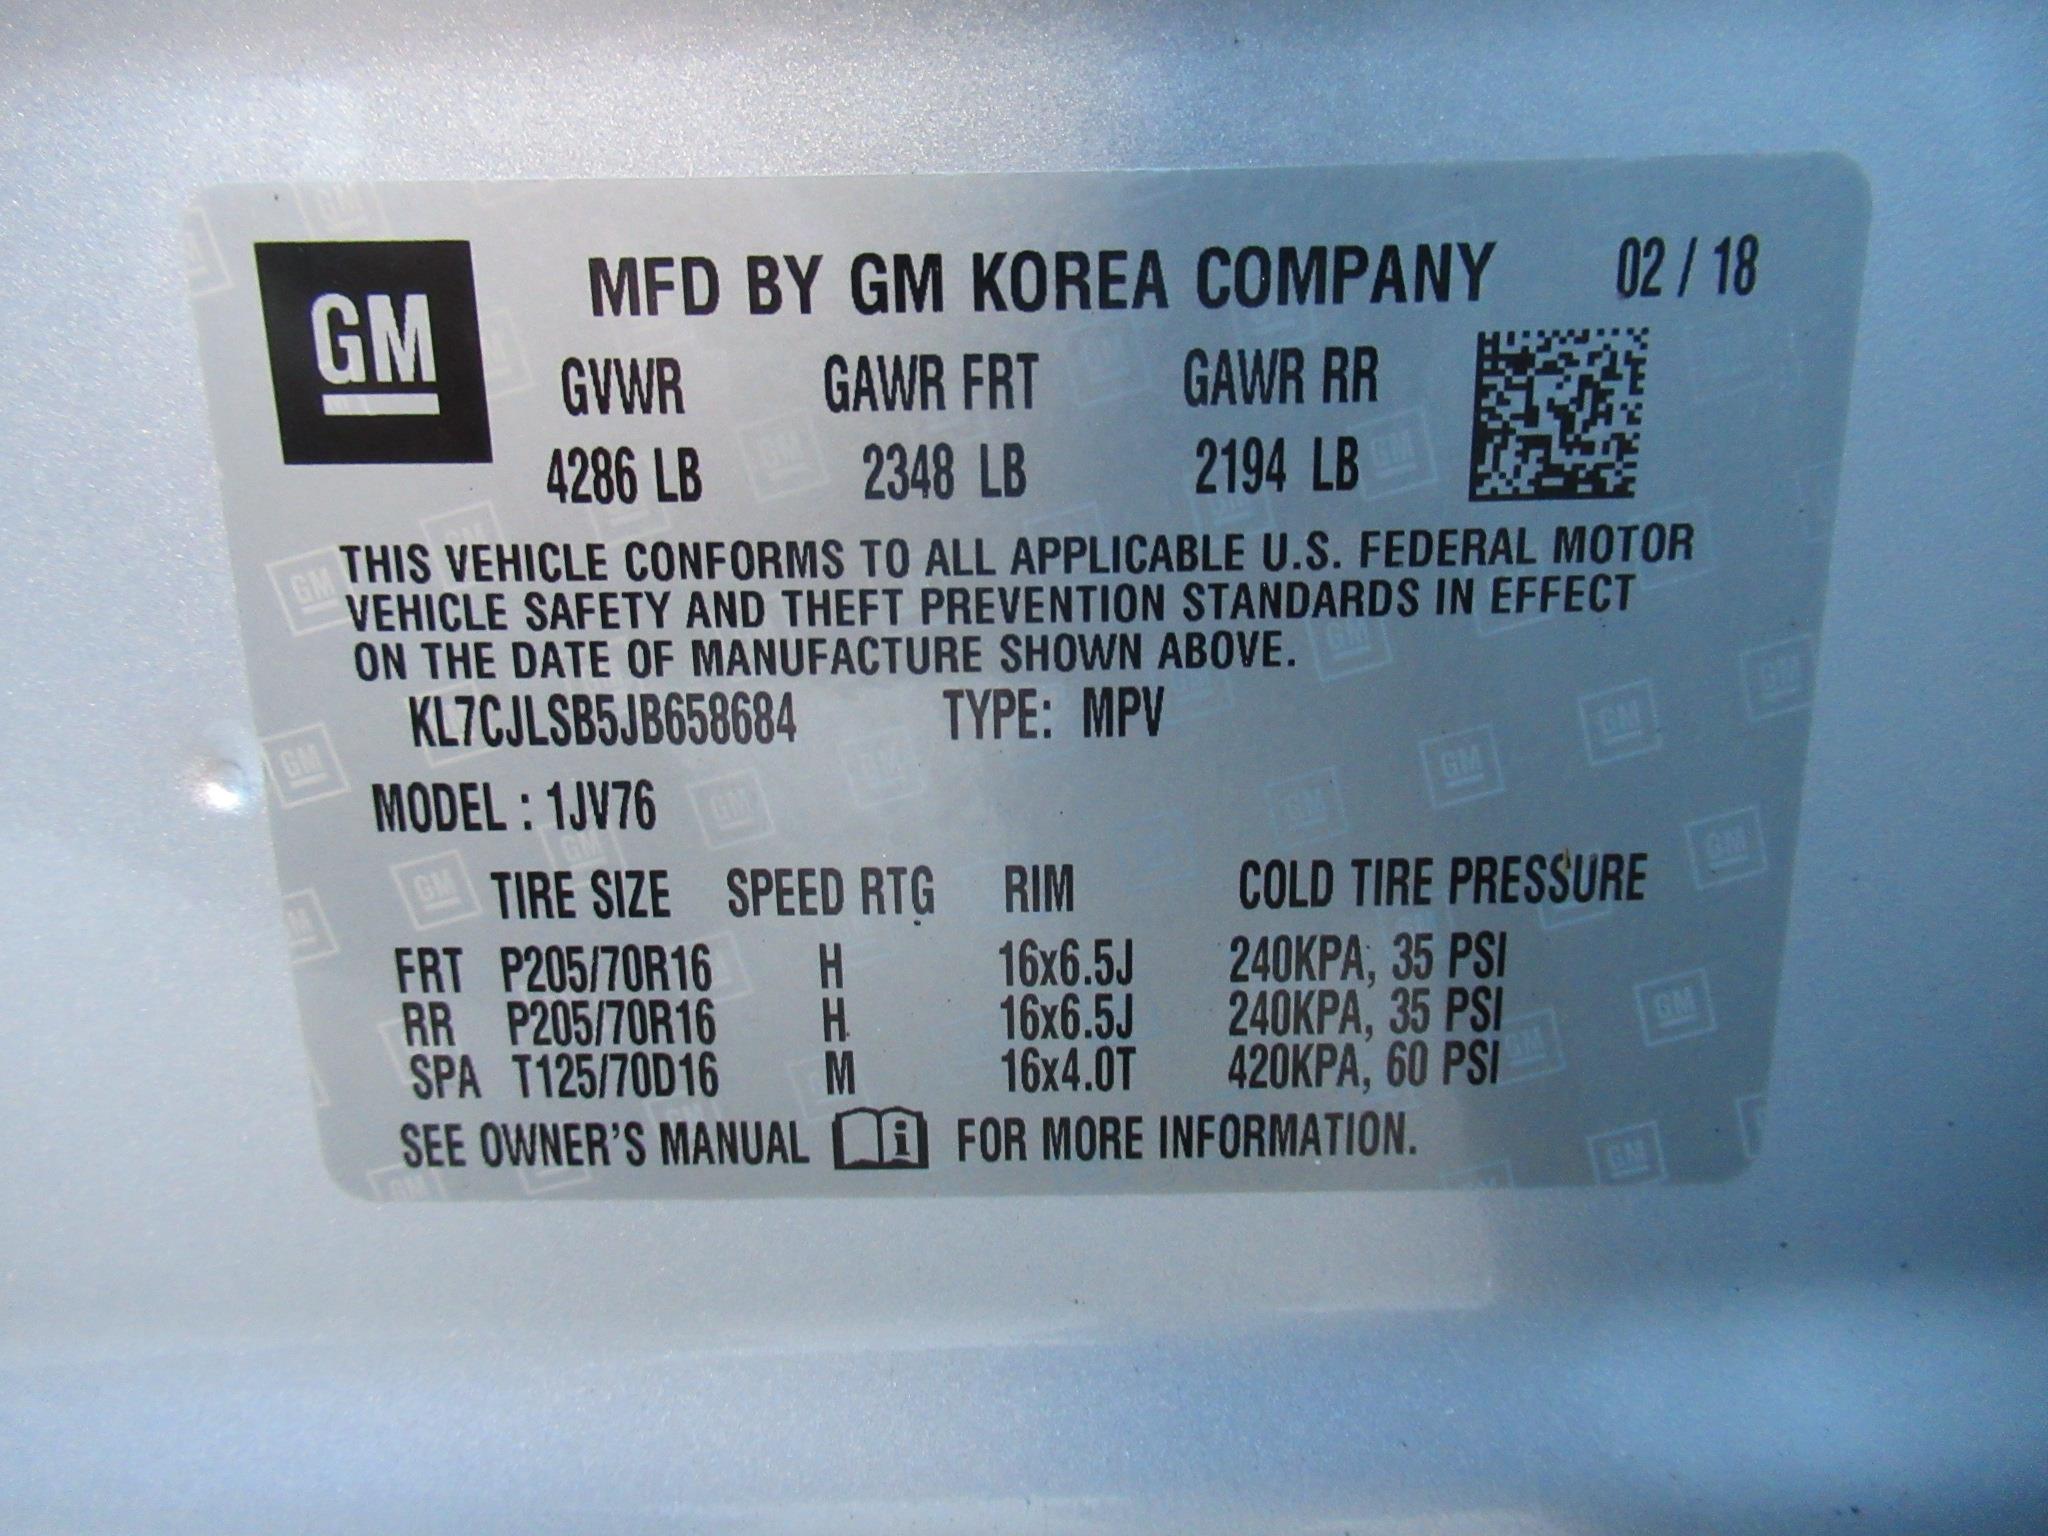 GM
MFD BY GM KOREA COMPANY 02 / 18
GVWR GAWR FRT GAWR RR
4286 LB 2348 LB 2194 LB
THIS VEHICLE CONFORMS TO ALL APPLICABLE U.S. FEDERAL MOTOR
VEHICLE SAFETY AND THEFT PREVENTION STANDARDS IN EFFECT
ON THE DATE OF MANUFACTURE SHOWN ABOVE.
KL7CJLSB5JB658684 TYPE: MPV
MODEL : 1JV76
TIRE SIZE SPEED RTG RIM COLD TIRE PRESSURE
FRT P205/70R16 H 16x6.5J 240KPA, 35 PSI
RR P205/70R16 H 16x6.5J 240KPA, 35 PSI
SPA T125/70D16 M 16x4.0T 420KPA, 60 PSI
SEE OWNER'S MANUAL i FOR MORE INFORMATION.